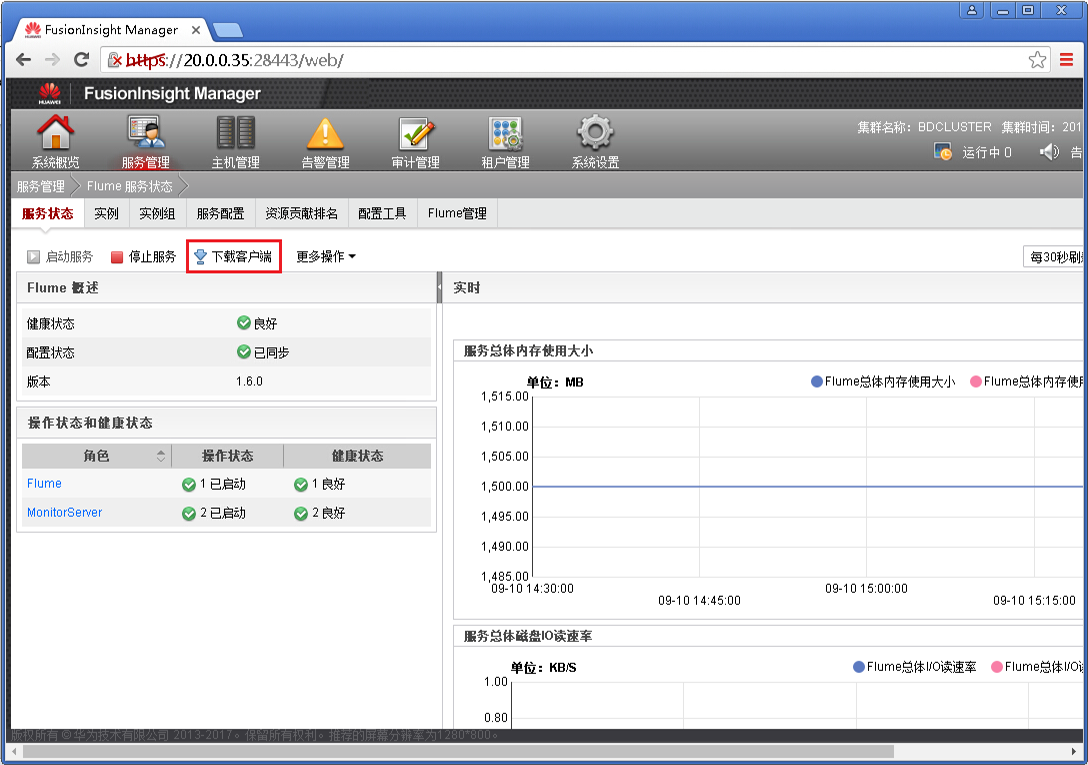 FusionInsight Manager
https://20.0.0.35:28443/web/
HUAWEI FusionInsight Manager
系统概览 服务管理 主机管理 告警管理 审计管理 租户管理 系统设置
集群名称: BDCLUSTER 集群时间: 201
运行中 0 告
服务管理 Flume 服务状态
服务状态 实例 实例组 服务配置 资源贡献排名 配置工具 Flume管理
启动服务 停止服务 下载客户端 更多操作 每30秒刷
Flume 概述
健康状态 良好
配置状态 已同步
版本 1.6.0
操作状态和健康状态
角色 操作状态 健康状态
Flume 1 已启动 1 良好
MonitorServer 2 已启动 2 良好
实时
服务总体内存使用大小
单位: MB Flume总体内存使用大小 Flume总体内存使用
1,515.00
1,510.00
1,505.00
1,500.00
1,495.00
1,490.00
1,485.00
09-10 14:30:00 09-10 14:45:00 09-10 15:00:00 09-10 15:15:00
服务总体磁盘IO读速率
单位: KB/S Flume总体I/O读速率 Flume总体I/O
1.00
0.80
版权所有 © 华为技术有限公司 2013-2017。保留所有权利。推荐的屏幕分辨率为1280*800。